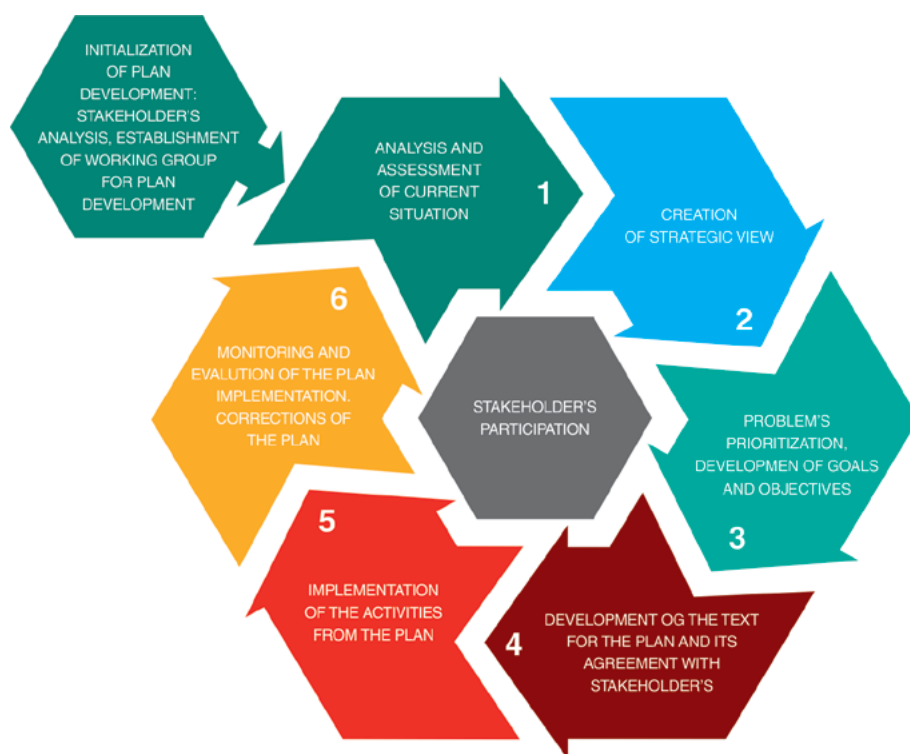 INITIALIZATION
OF PLAN
DEVELOPMENT:
STAKEHOLDER'S
ANALYSIS, ESTABLISHMENT
OF WORKING GROUP
FOR PLAN
DEVELOPMENT
ANALYSIS AND
ASSESSMENT
OF CURRENT
SITUATION
1
CREATION
OF STRATEGIC VIEW
2
PROBLEM'S
PRIORITIZATION,
DEVELOPMEN OF GOALS
AND OBJECTIVES
3
DEVELOPMENT OG THE TEXT
FOR THE PLAN AND ITS
AGREEMENT WITH
STAKEHOLDER'S
4
5
IMPLEMENTATION
OF THE ACTIVITIES
FROM THE PLAN
6
MONITORING AND
EVALUTION OF THE PLAN
IMPLEMENTATION.
CORRECTIONS OF
THE PLAN
STAKEHOLDER'S
PARTICIPATION